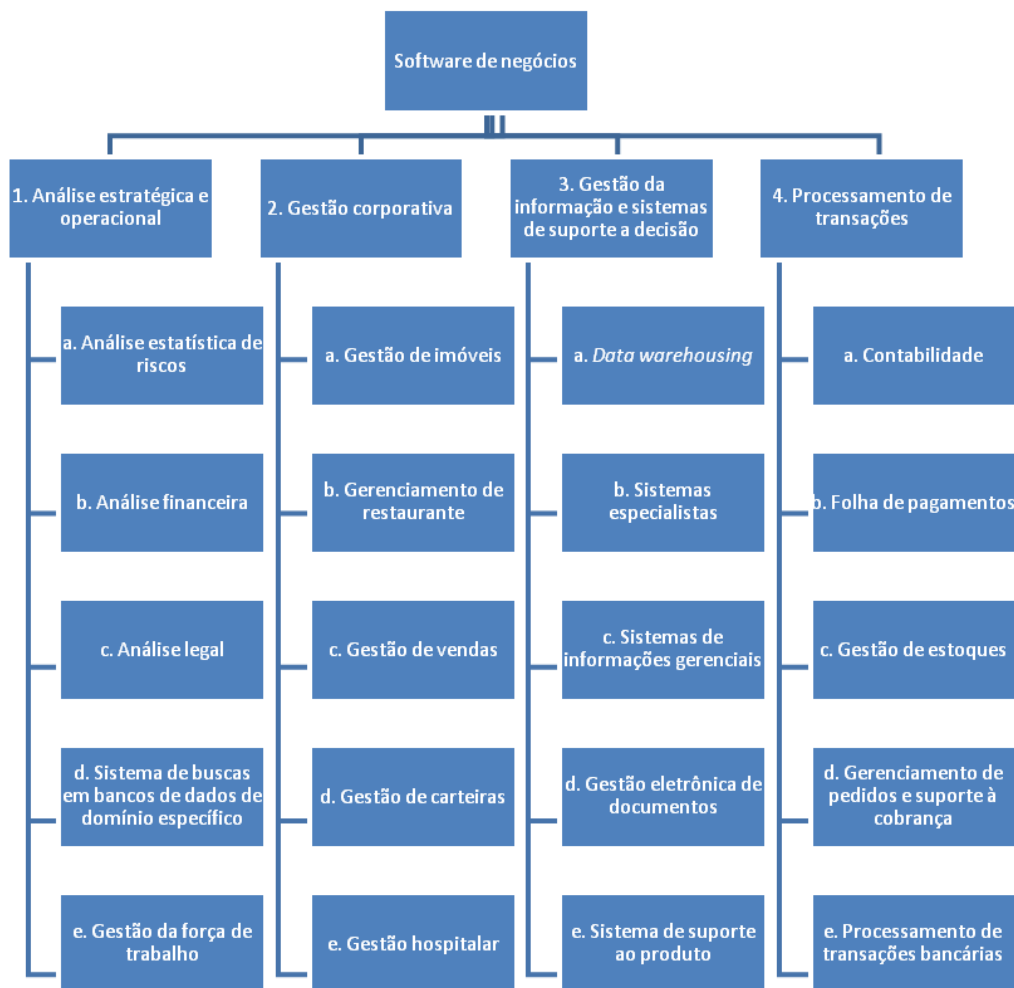 Software de negócios
1. Análise estratégica e
operacional
2. Gestão corporativa
3. Gestão da
informação e sistemas
de suporte a decisão
4. Processamento de
transações
a. Análise estatística de
riscos
b. Análise financeira
c. Análise legal
d. Sistema de buscas
em bancos de dados de
domínio específico
e. Gestão da força de
trabalho
a. Gestão de imóveis
b. Gerenciamento de
restaurante
c. Gestão de vendas
d. Gestão de carteiras
e. Gestão hospitalar
a. Data warehousing
b. Sistemas
especialistas
c. Sistemas de
informações gerenciais
d. Gestão eletrônica de
documentos
e. Sistema de suporte
ao produto
a. Contabilidade
b. Folha de pagamentos
c. Gestão de estoques
d. Gerenciamento de
pedidos e suporte à
cobrança
e. Processamento de
transações bancárias